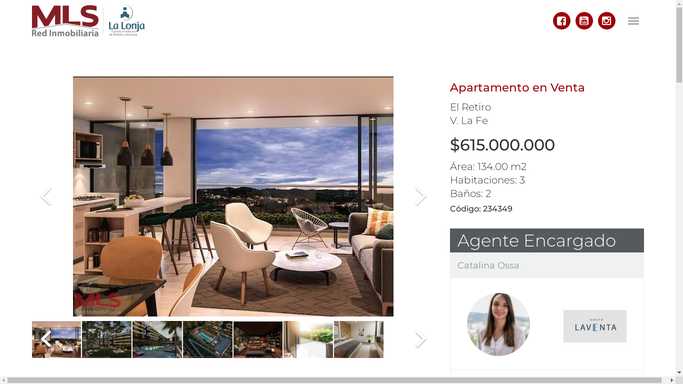 MLS
Red Inmobiliaria
La Lonja
Apartamento en Venta
El Retiro
V. La Fe
$615.000.000
Área: 134.00 m2
Habitaciones: 3
Baños: 2
Código: 234349
Agente Encargado
Catalina Ossa
LAVENTA
MLS